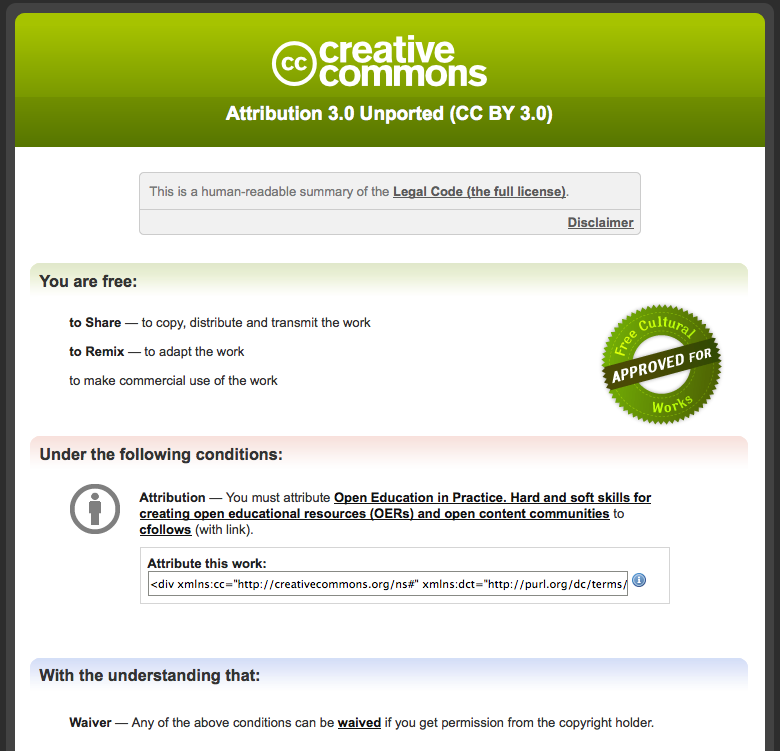 cc creative
commons
Attribution 3.0 Unported (CC BY 3.0)
This is a human-readable summary of the Legal Code (the full license).
Disclaimer
You are free:
to Share — to copy, distribute and transmit the work
to Remix — to adapt the work
to make commercial use of the work
Free Cultural
APPROVED FOR
Works
Under the following conditions:
Attribution — You must attribute Open Education in Practice. Hard and soft skills for
creating open educational resources (OERs) and open content communities to
cfollows (with link).
Attribute this work:
<div xmlns:cc="http://creativecommons.org/ns#" xmlns:dct="http://purl.org/dc/terms/
With the understanding that:
Waiver — Any of the above conditions can be waived if you get permission from the copyright holder.